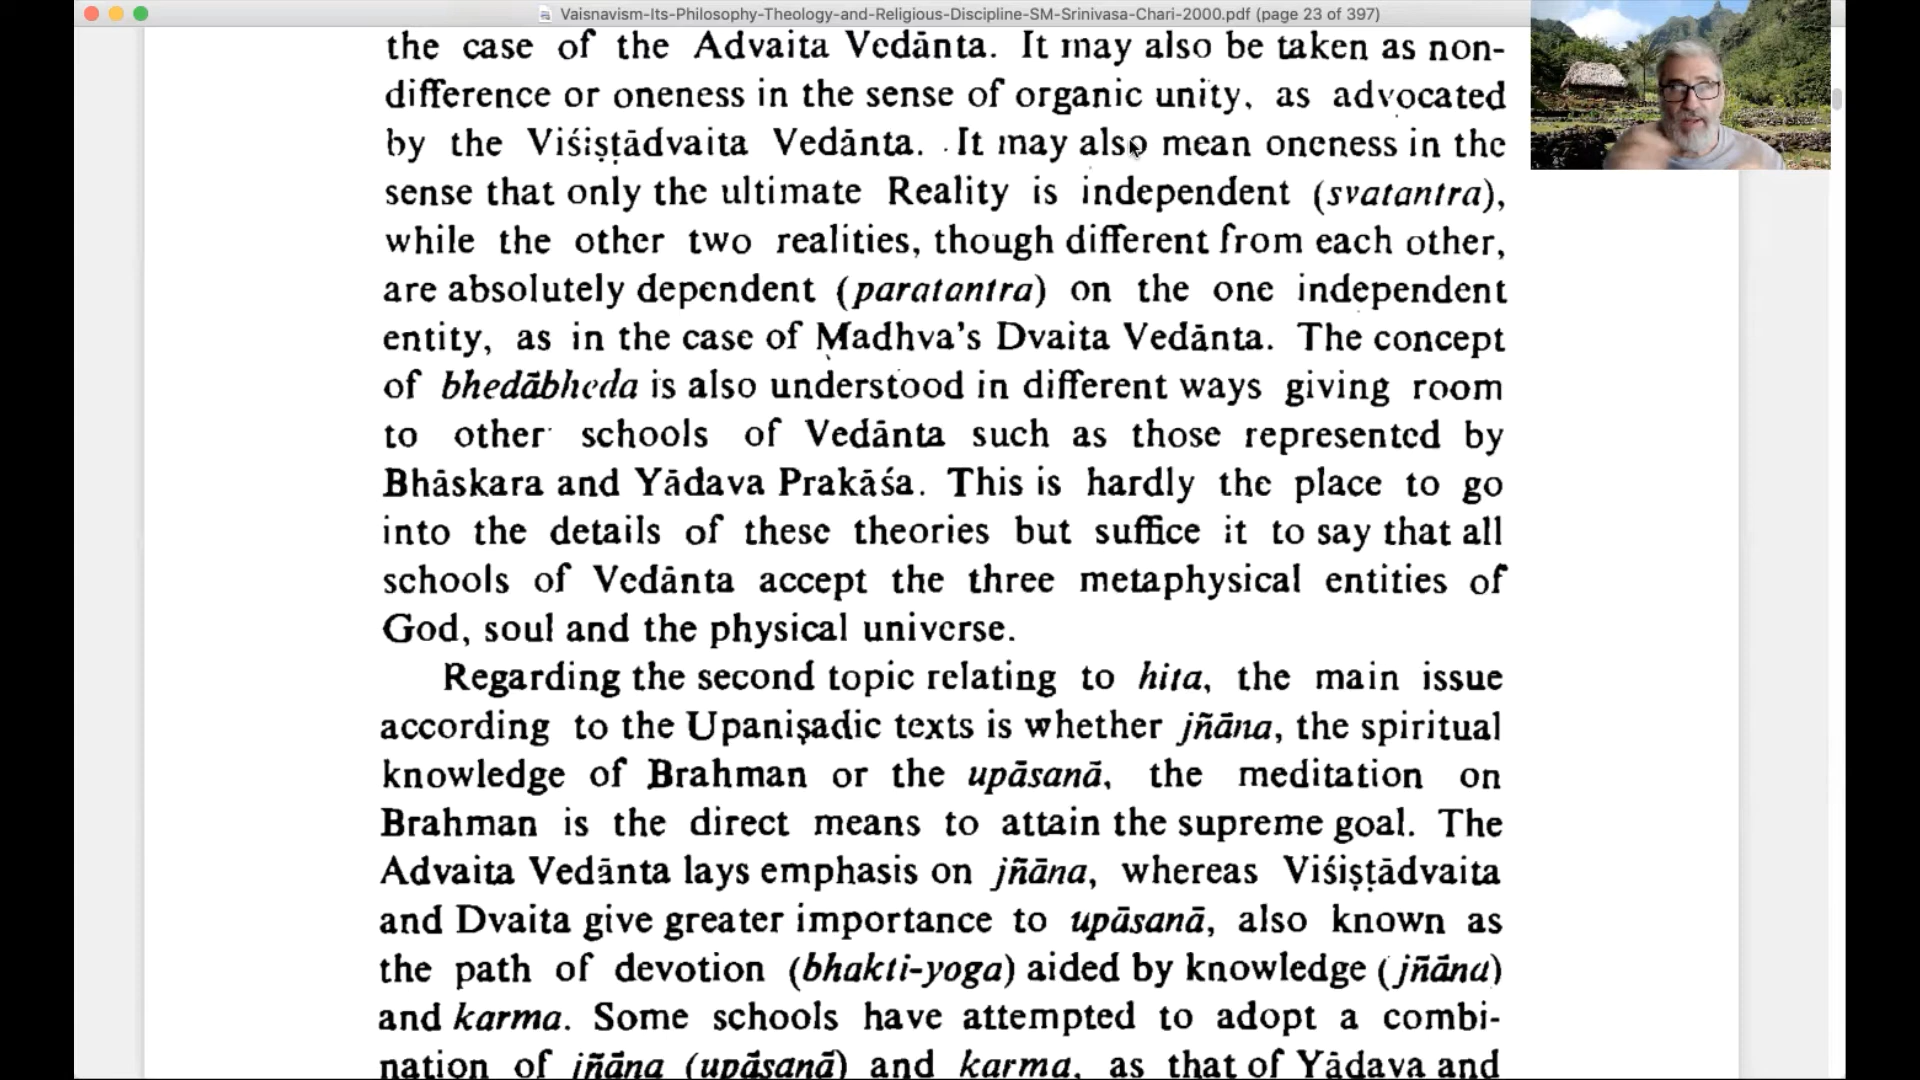 Vaisnavism-Its-Philosophy-Theology-and-Religious-Discipline-SM-Srinivasa-Chari-2000.pdf (page 23 of 397)
the case of the Advaita Vedānta. It may also be taken as non-
difference or oneness in the sense of organic unity, as advocated
by the Viśiṣṭādvaita Vedānta. It may also mean oneness in the
sense that only the ultimate Reality is independent (svatantra),
while the other two realities, though different from each other,
are absolutely dependent (paratantra) on the one independent
entity, as in the case of Madhva's Dvaita Vedānta. The concept
of bhedābheda is also understood in different ways giving room
to other schools of Vedānta such as those represented by
Bhāskara and Yādava Prakāśa. This is hardly the place to go
into the details of these theories but suffice it to say that all
schools of Vedānta accept the three metaphysical entities of
God, soul and the physical universe.
Regarding the second topic relating to hita, the main issue
according to the Upaniṣadic texts is whether jñāna, the spiritual
knowledge of Brahman or the upāsanā, the meditation on
Brahman is the direct means to attain the supreme goal. The
Advaita Vedānta lays emphasis on jñāna, whereas Viśiṣṭādvaita
and Dvaita give greater importance to upāsanā, also known as
the path of devotion (bhakti-yoga) aided by knowledge (jñāna)
and karma. Some schools have attempted to adopt a combi-
nation of jñāna (upāsanā) and karma, as that of Yādava and